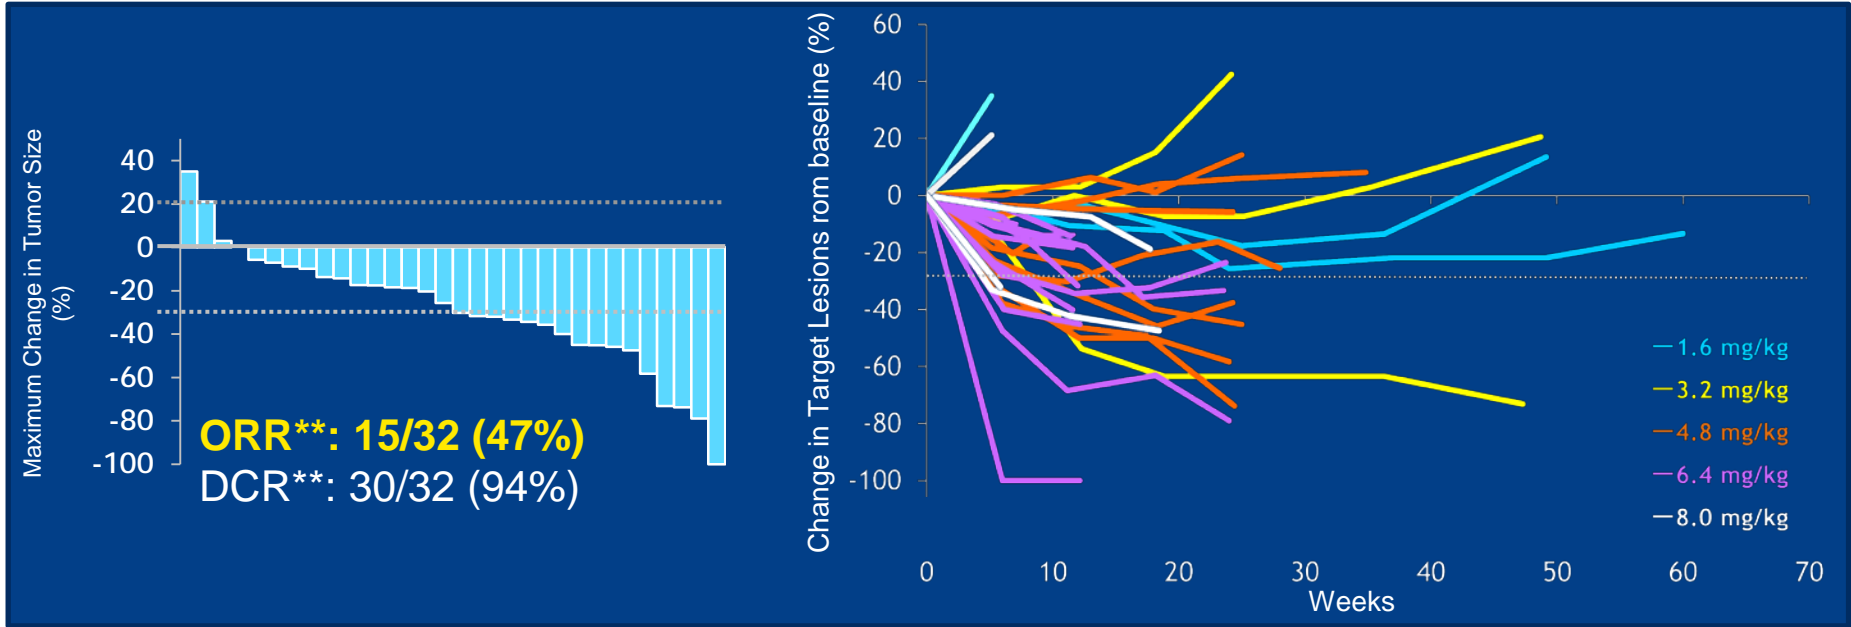 Maximum Change in Tumor Size
(%)
40
20
0
-20
-40
-60
-80
-100
ORR**: 15/32 (47%)
DCR**: 30/32 (94%)
Change in Target Lesions rom baseline (%)
60
40
20
0
-20
-40
-60
-80
-100
0 10 20 30 40 50 60 70
Weeks
1.6 mg/kg
3.2 mg/kg
4.8 mg/kg
6.4 mg/kg
8.0 mg/kg